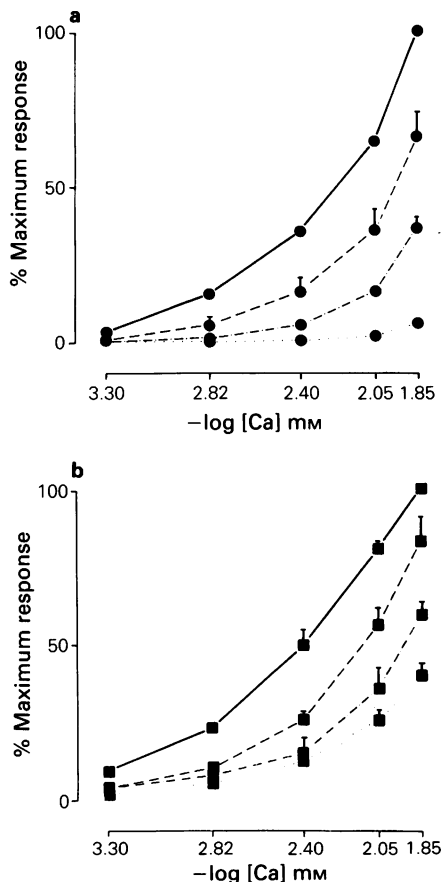 a
100
50
0
% Maximum response
3.30 2.82 2.40 2.05 1.85
−log [Ca] mM
b
100
50
0
% Maximum response
3.30 2.82 2.40 2.05 1.85
−log [Ca] mM